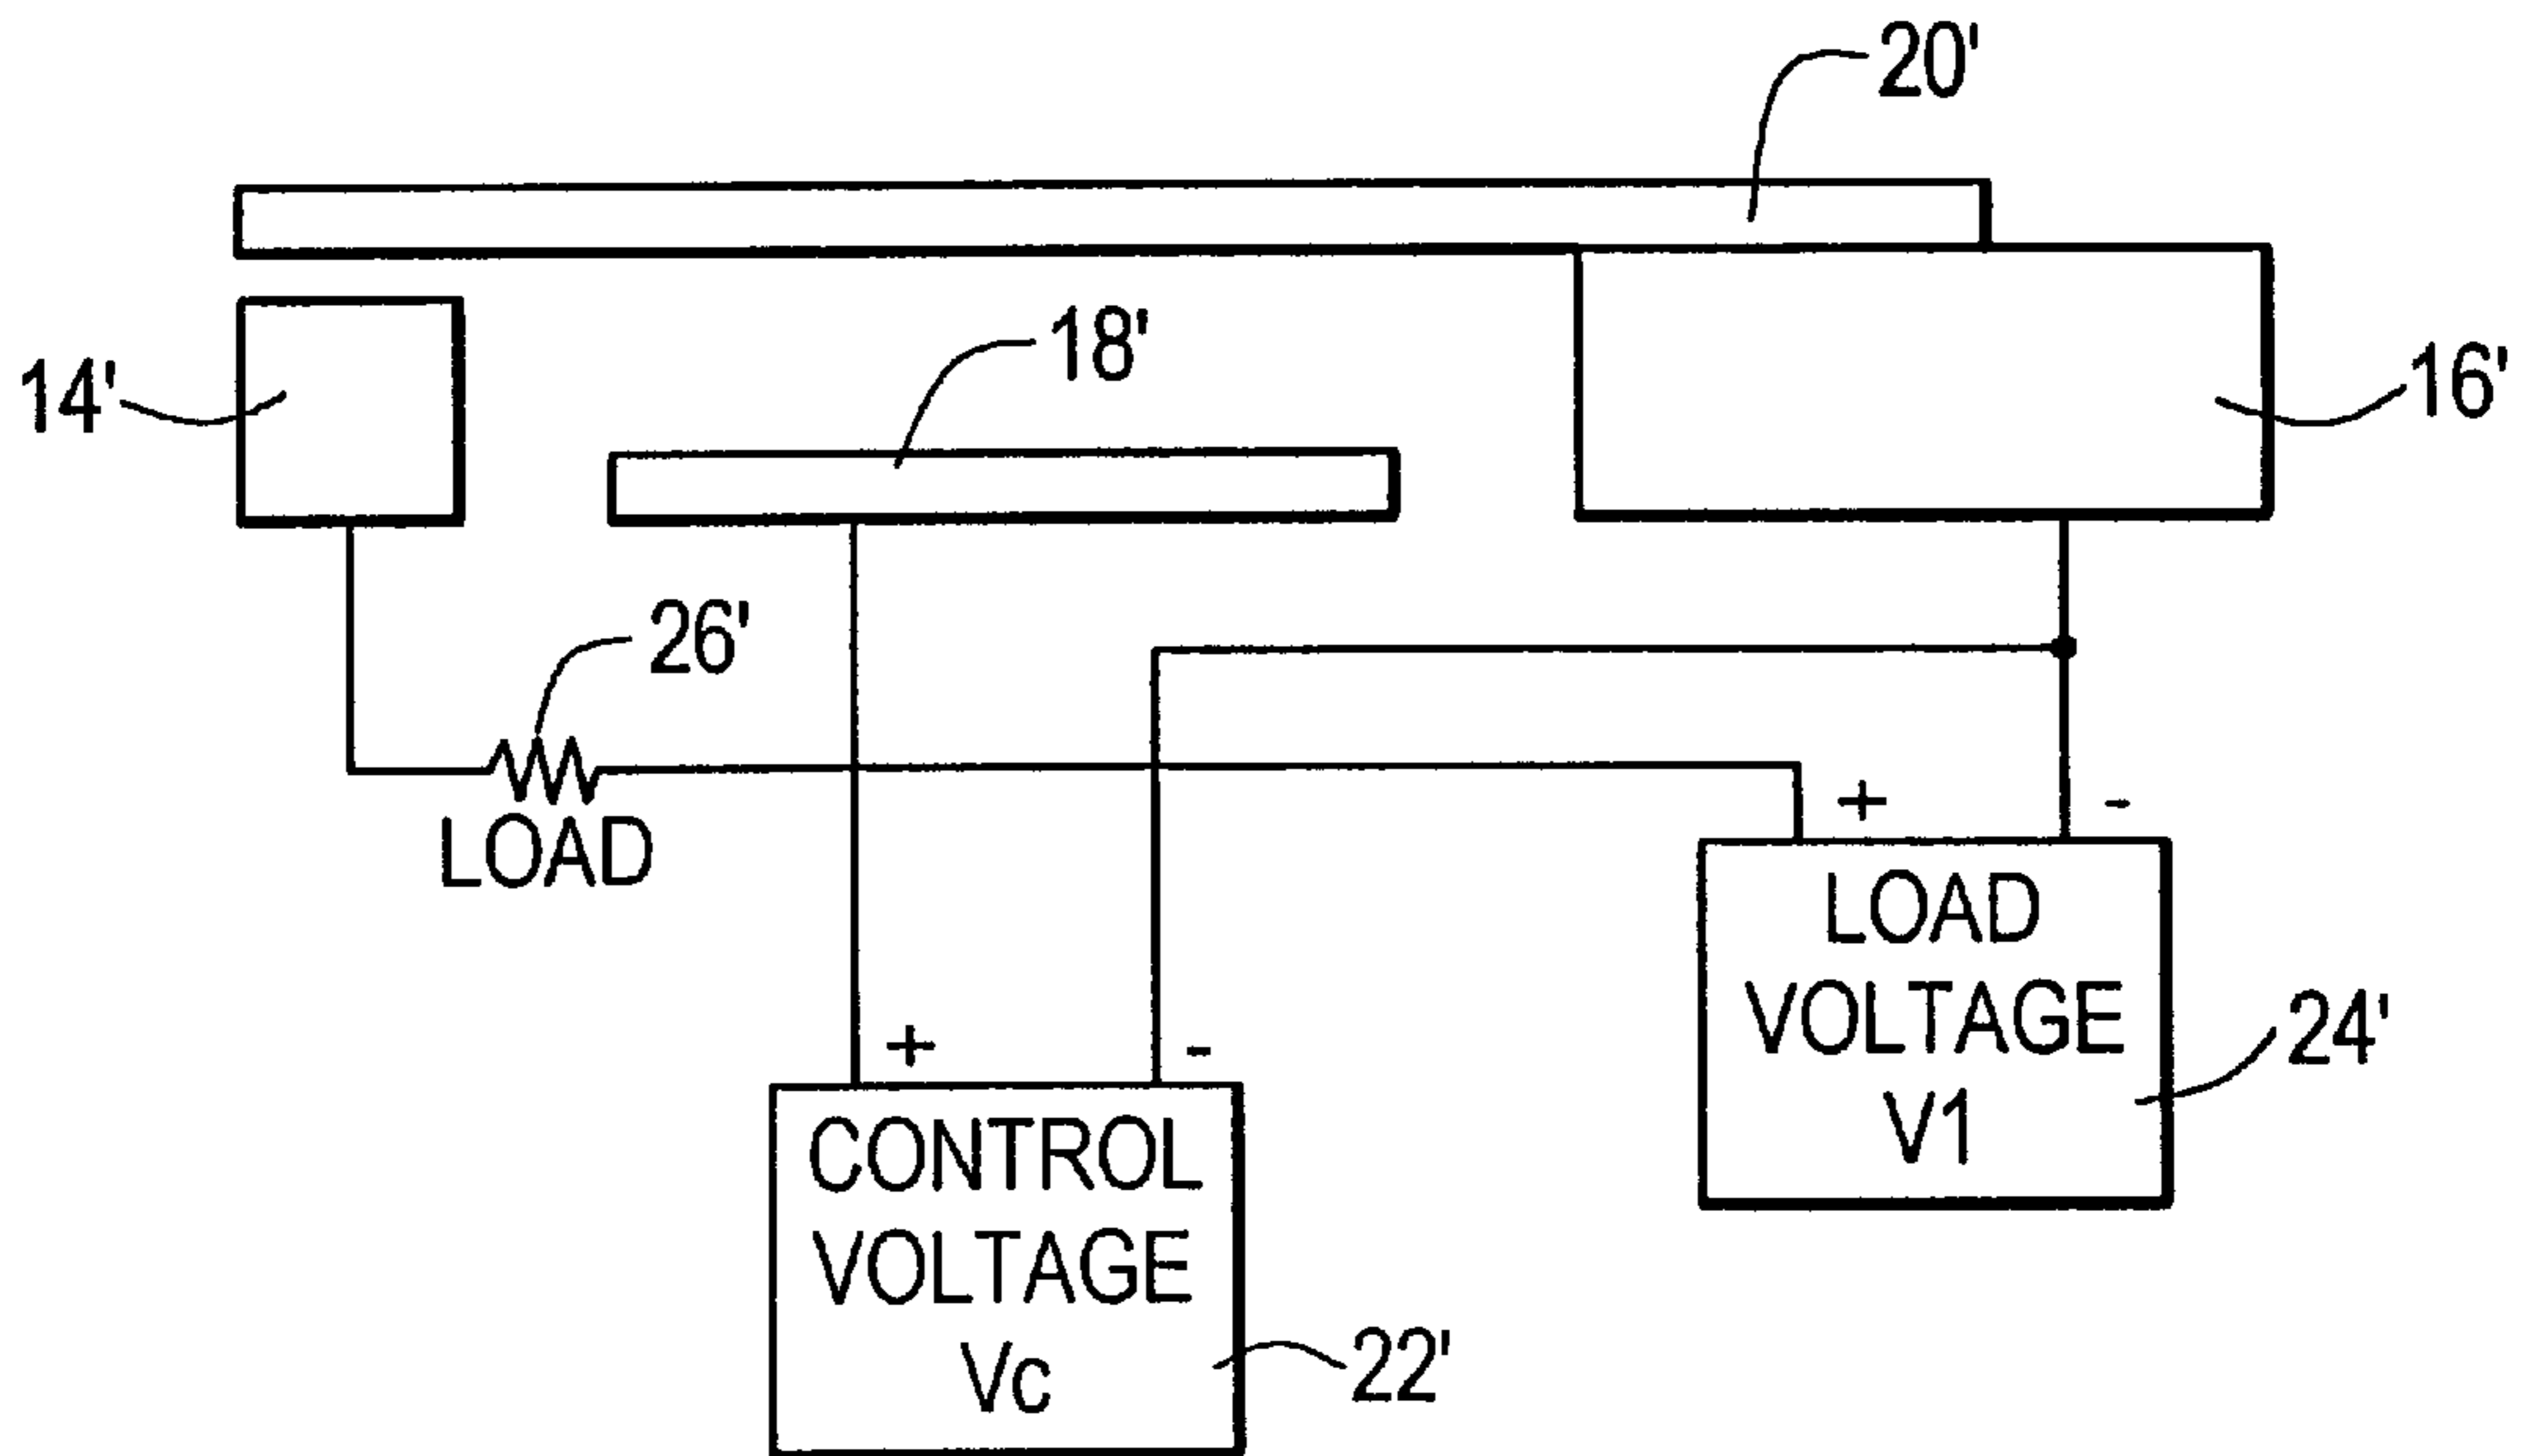 20'
18'
14'
16'
26'
LOAD
+ -
LOAD
VOLTAGE
V1
24'
+ -
CONTROL
VOLTAGE
Vc
22'